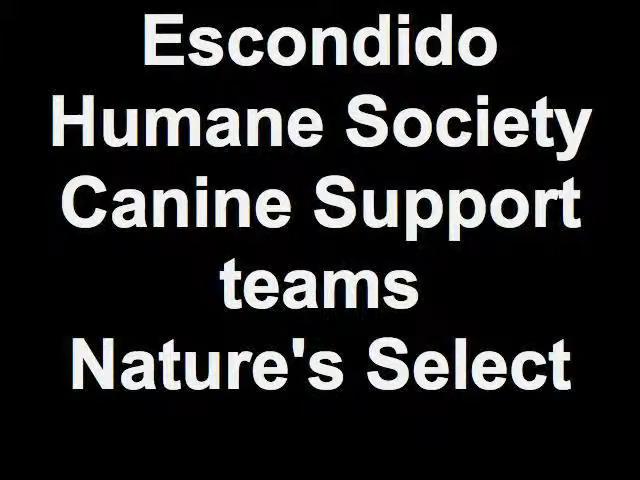 Escondido
Humane Society
Canine Support
teams
Nature's Select